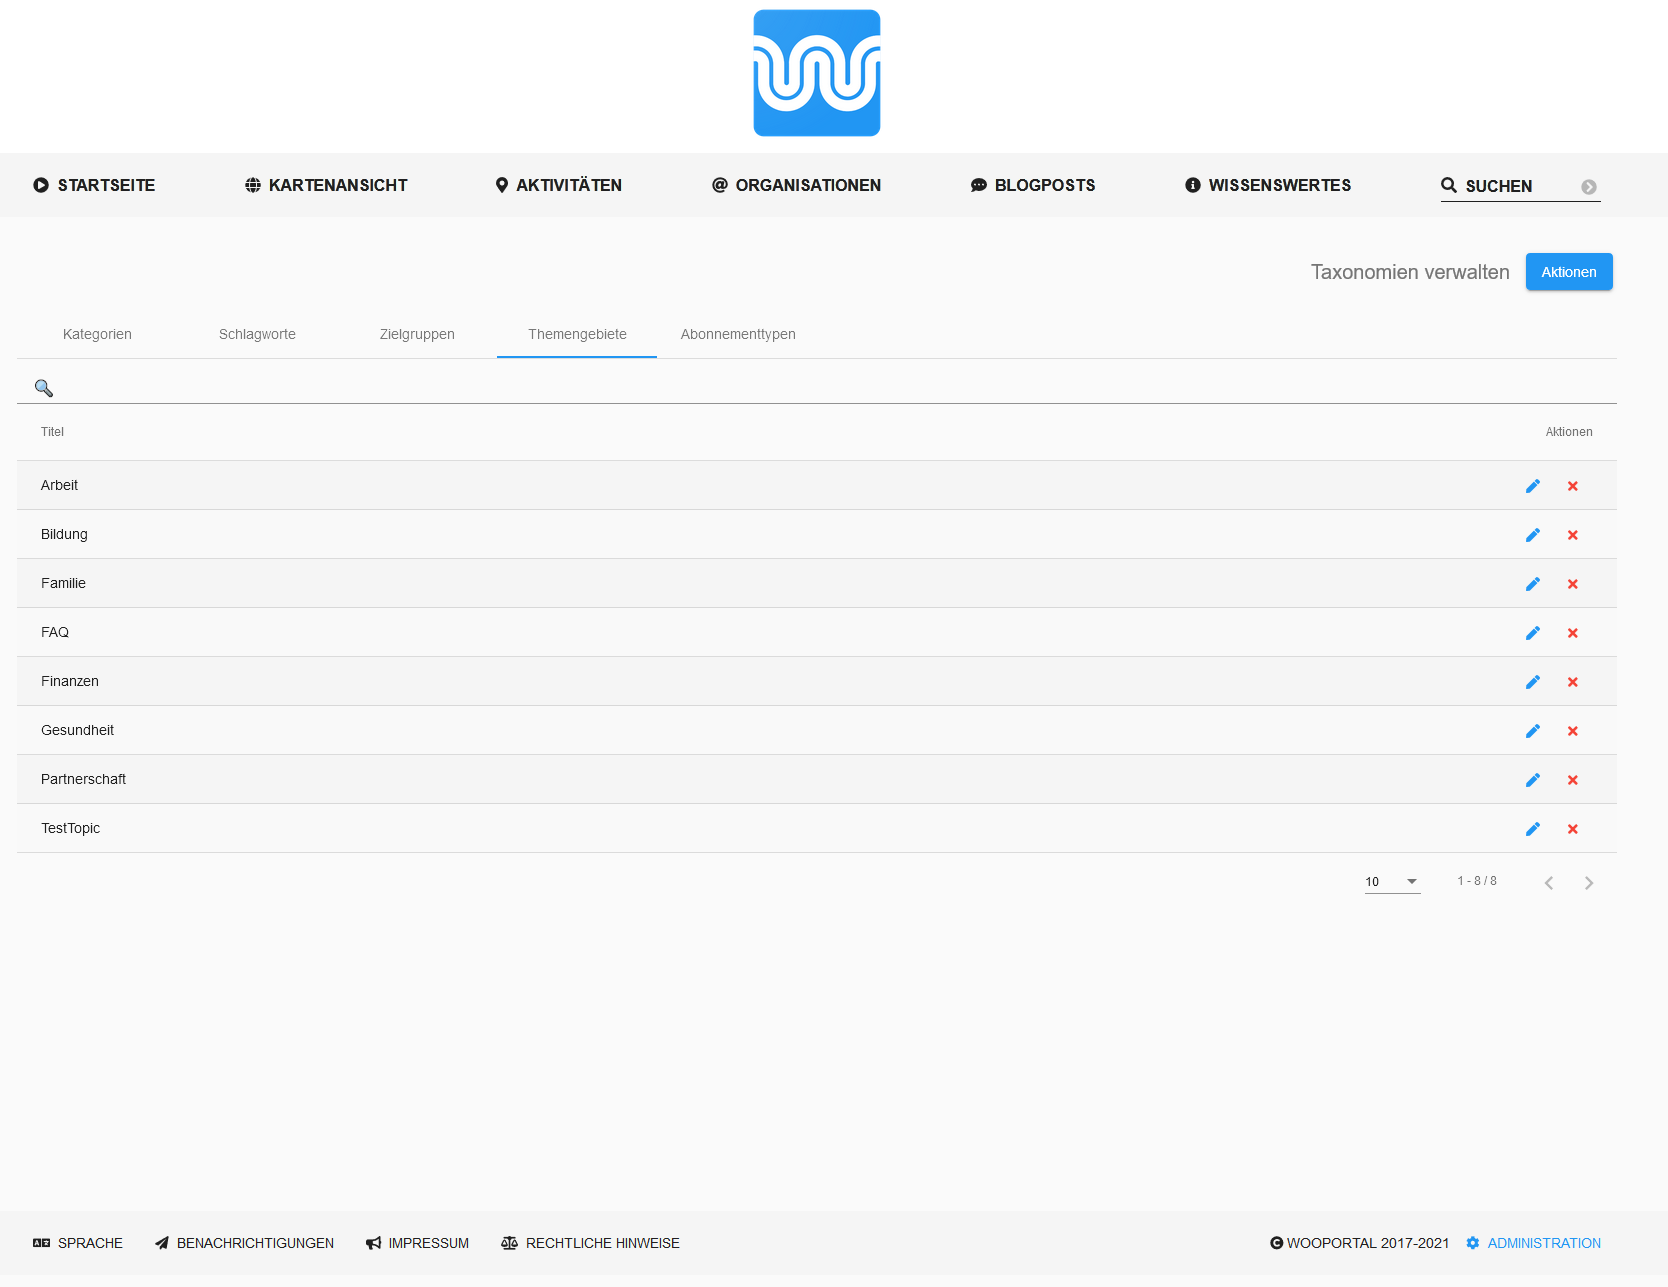 STARTSEITE KARTENANSICHT AKTIVITÄTEN ORGANISATIONEN BLOGPOSTS WISSENSWERTES SUCHEN
Taxonomien verwalten Aktionen
Kategorien Schlagworte Zielgruppen Themengebiete Abonnementtypen
Titel Aktionen
Arbeit
Bildung
Familie
FAQ
Finanzen
Gesundheit
Partnerschaft
TestTopic
10 1 - 8 / 8
SPRACHE BENACHRICHTIGUNGEN IMPRESSUM RECHTLICHE HINWEISE WOOPORTAL 2017-2021 ADMINISTRATION